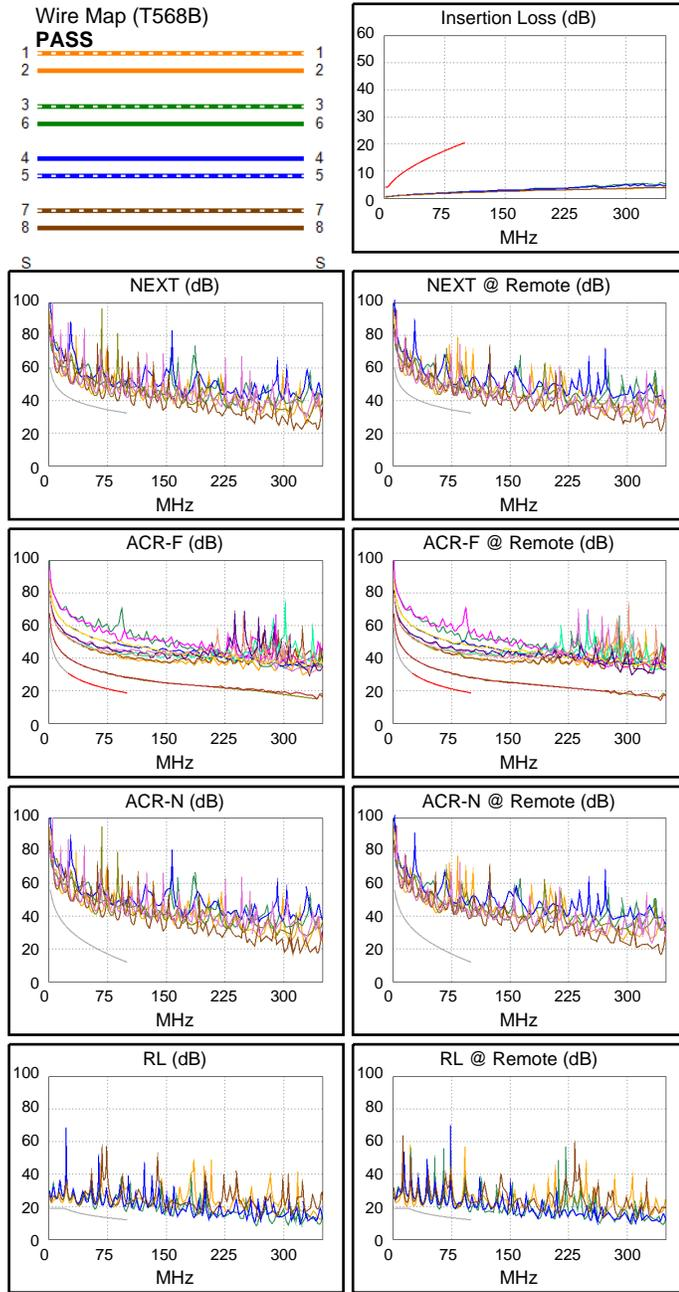 Wire Map (T568B)
PASS
1 1
2 2
3 3
6 6
4 4
5 5
7 7
8 8
S S
Insertion Loss (dB)
60
50
40
30
20
10
0
0 75 150 225 300
MHz
NEXT (dB)
100
80
60
40
20
0
0 75 150 225 300
MHz
NEXT @ Remote (dB)
100
80
60
40
20
0
0 75 150 225 300
MHz
ACR-F (dB)
100
80
60
40
20
0
0 75 150 225 300
MHz
ACR-F @ Remote (dB)
100
80
60
40
20
0
0 75 150 225 300
MHz
ACR-N (dB)
100
80
60
40
20
0
0 75 150 225 300
MHz
ACR-N @ Remote (dB)
100
80
60
40
20
0
0 75 150 225 300
MHz
RL (dB)
100
80
60
40
20
0
0 75 150 225 300
MHz
RL @ Remote (dB)
100
80
60
40
20
0
0 75 150 225 300
MHz